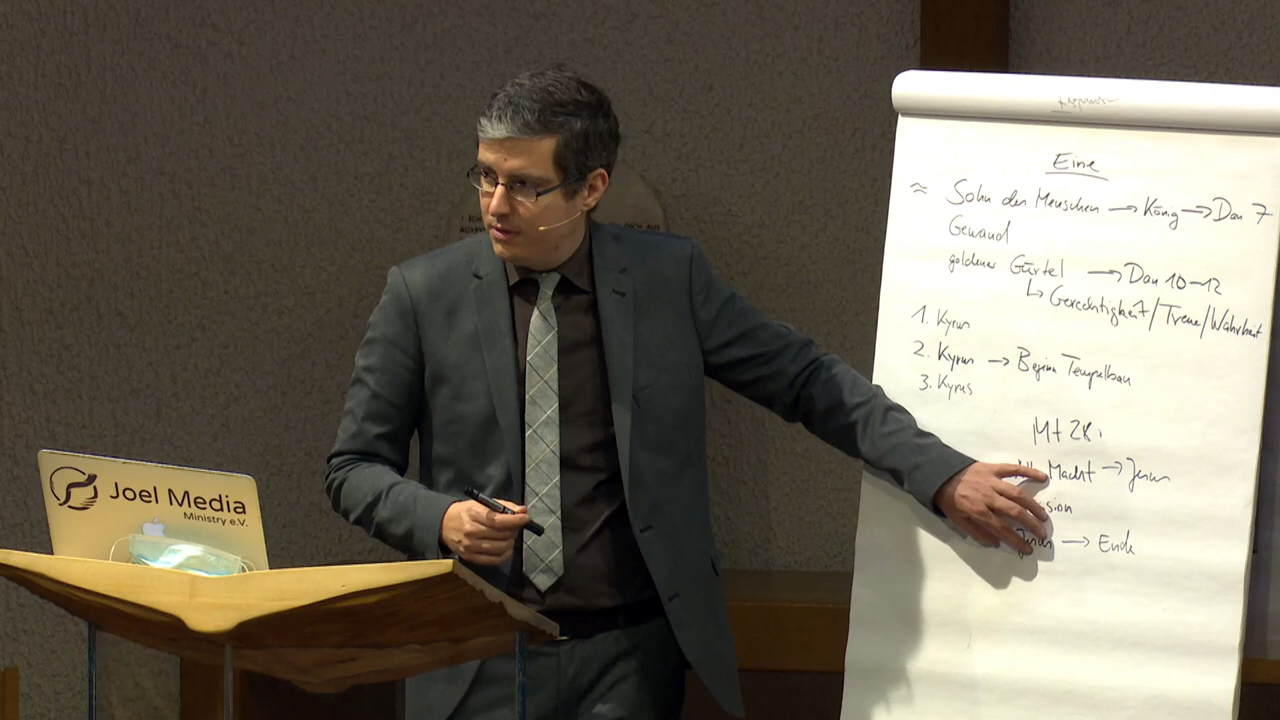 Eine
≈ Sohn des Menschen → König → Dan 7
Gewand
goldener Gürtel → Dan 10-12
↳ Gerechtigkeit/Treue/Wahrheit
1. Kyrus
2. Kyrus → Beginn Tempelbau
3. Kyrus
Mt 28
Macht → Jesus
Jesus → Ende
Joel Media
Ministry e.V.